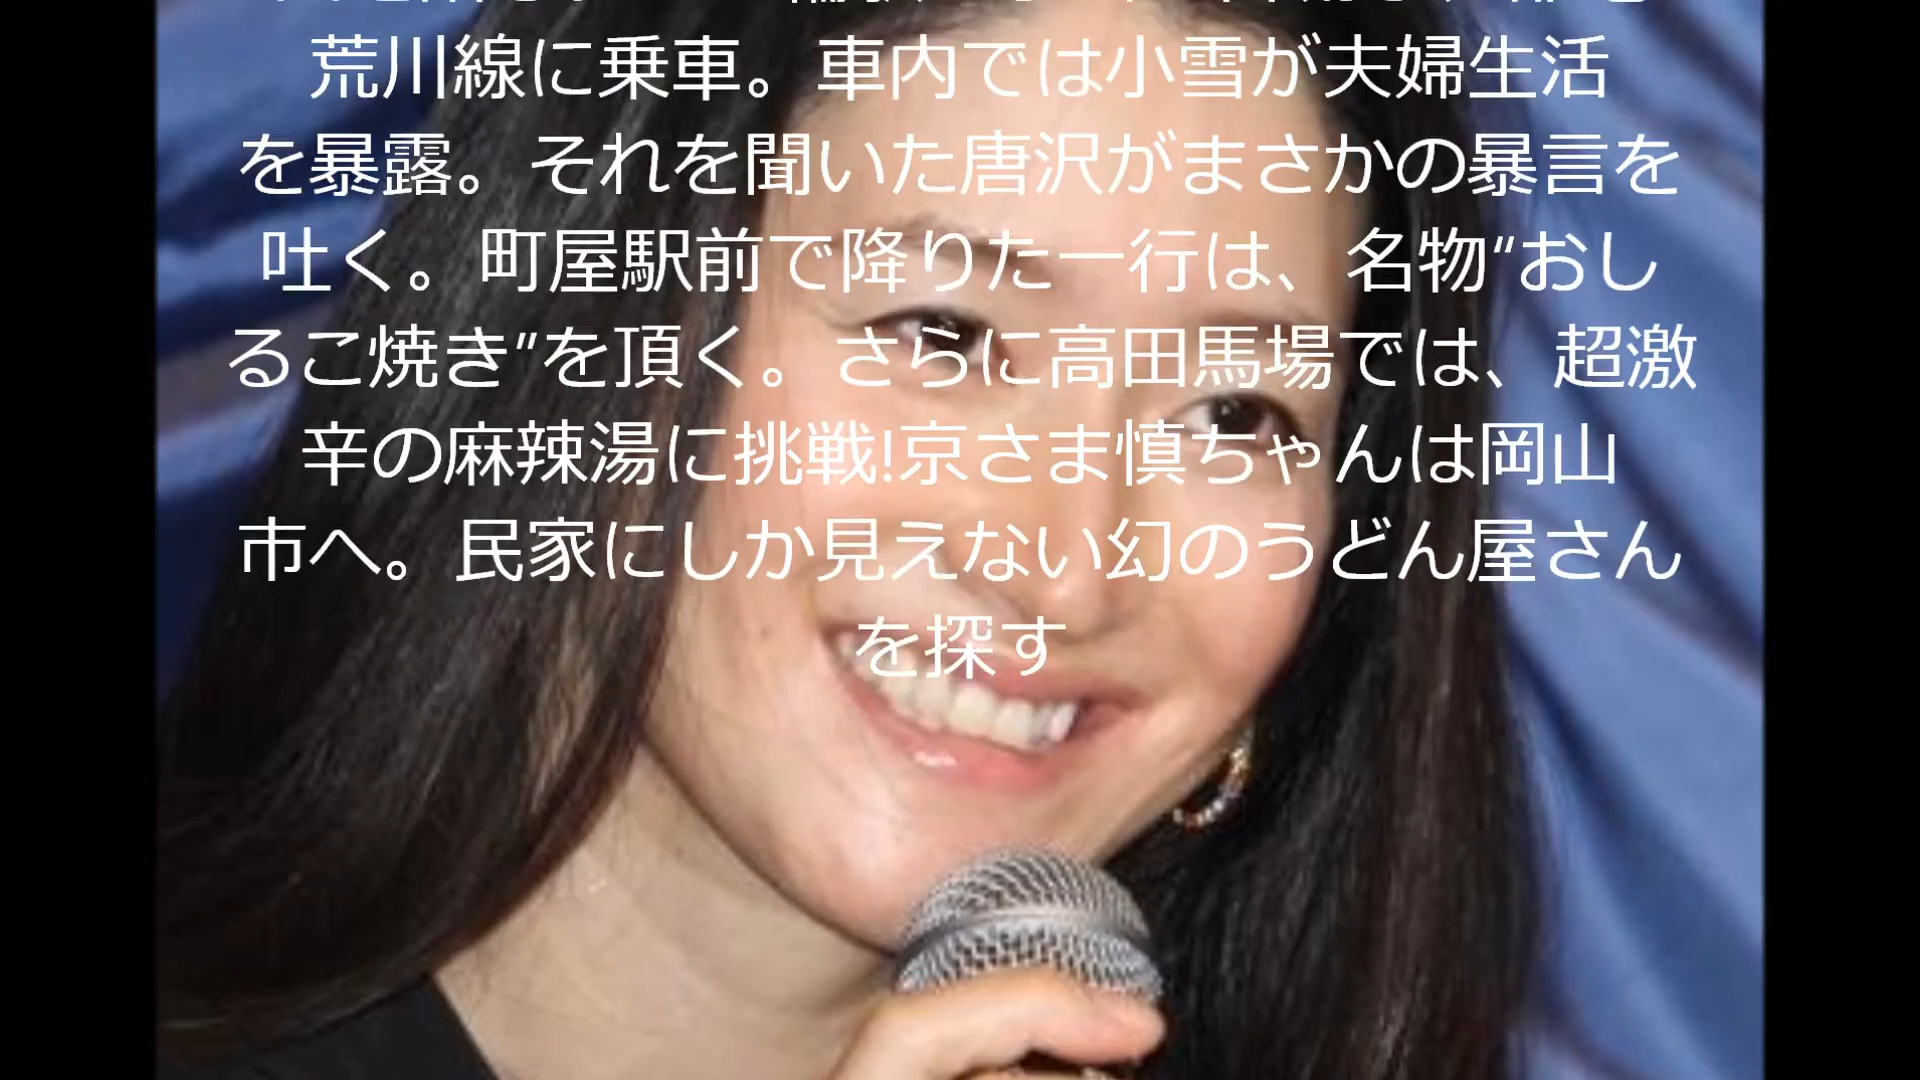 荒川線に乗車。車内では小雪が夫婦生活
を暴露。それを聞いた唐沢がまさかの暴言を
吐く。町屋駅前で降りた一行は、名物“おし
るこ焼き”を頂く。さらに高田馬場では、超激
辛の麻辣湯に挑戦!京さま慎ちゃんは岡山
市へ。民家にしか見えない幻のうどん屋さん
を探す